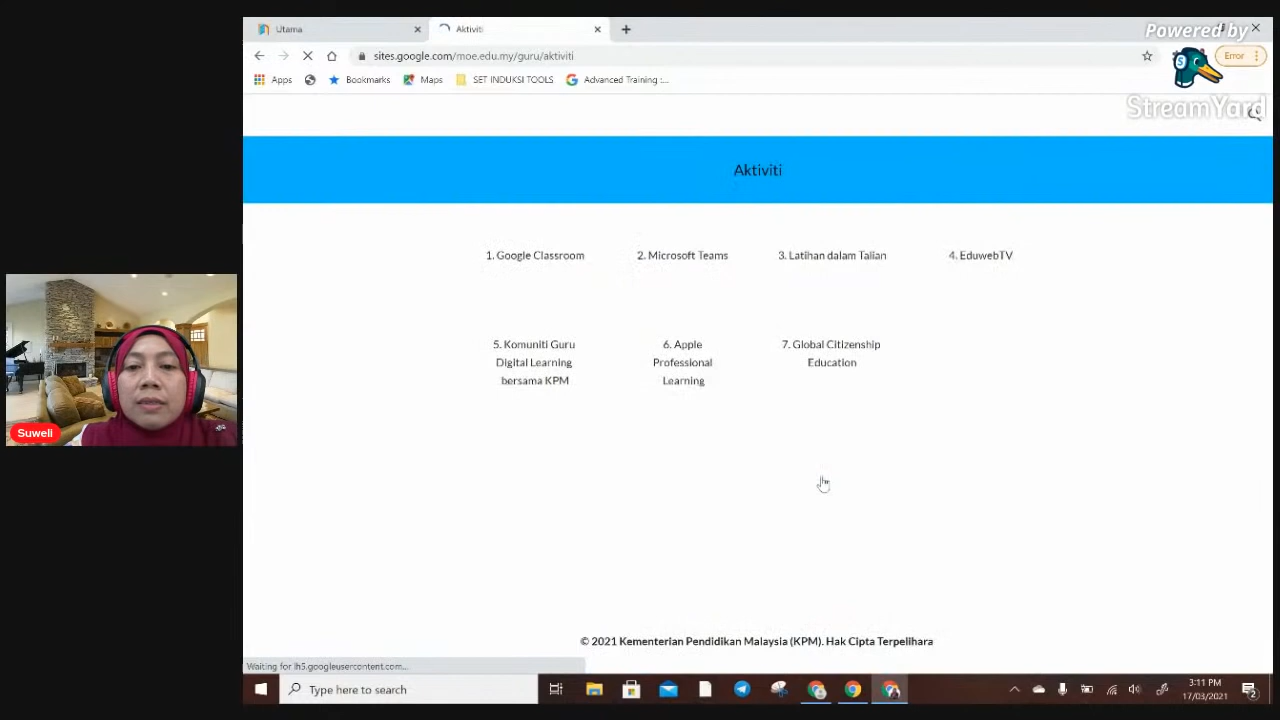 Utama
Aktiviti
Powered by
sites.google.com/moe.edu.my/guru/aktiviti
Error
Apps
Bookmarks
Maps
SET INDUKSI TOOLS
Advanced Training :...
StreamYard
Aktiviti
1. Google Classroom
2. Microsoft Teams
3. Latihan dalam Talian
4. EduwebTV
5. Komuniti Guru
Digital Learning
bersama KPM
6. Apple
Professional
Learning
7. Global Citizenship
Education
Suweli
© 2021 Kementerian Pendidikan Malaysia (KPM). Hak Cipta Terpelihara
Waiting for lh5.googleusercontent.com...
Type here to search
3:11 PM
17/03/2021
2